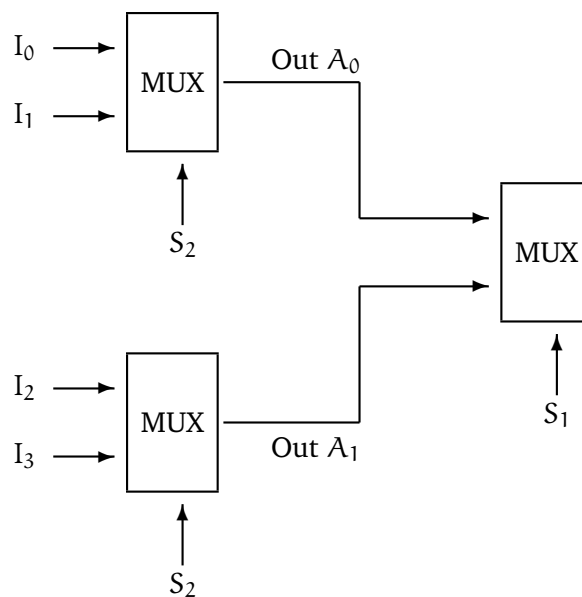 I₀
Out A₀
MUX
I₁
S₂
MUX
I₂
MUX
S₁
I₃
Out A₁
S₂